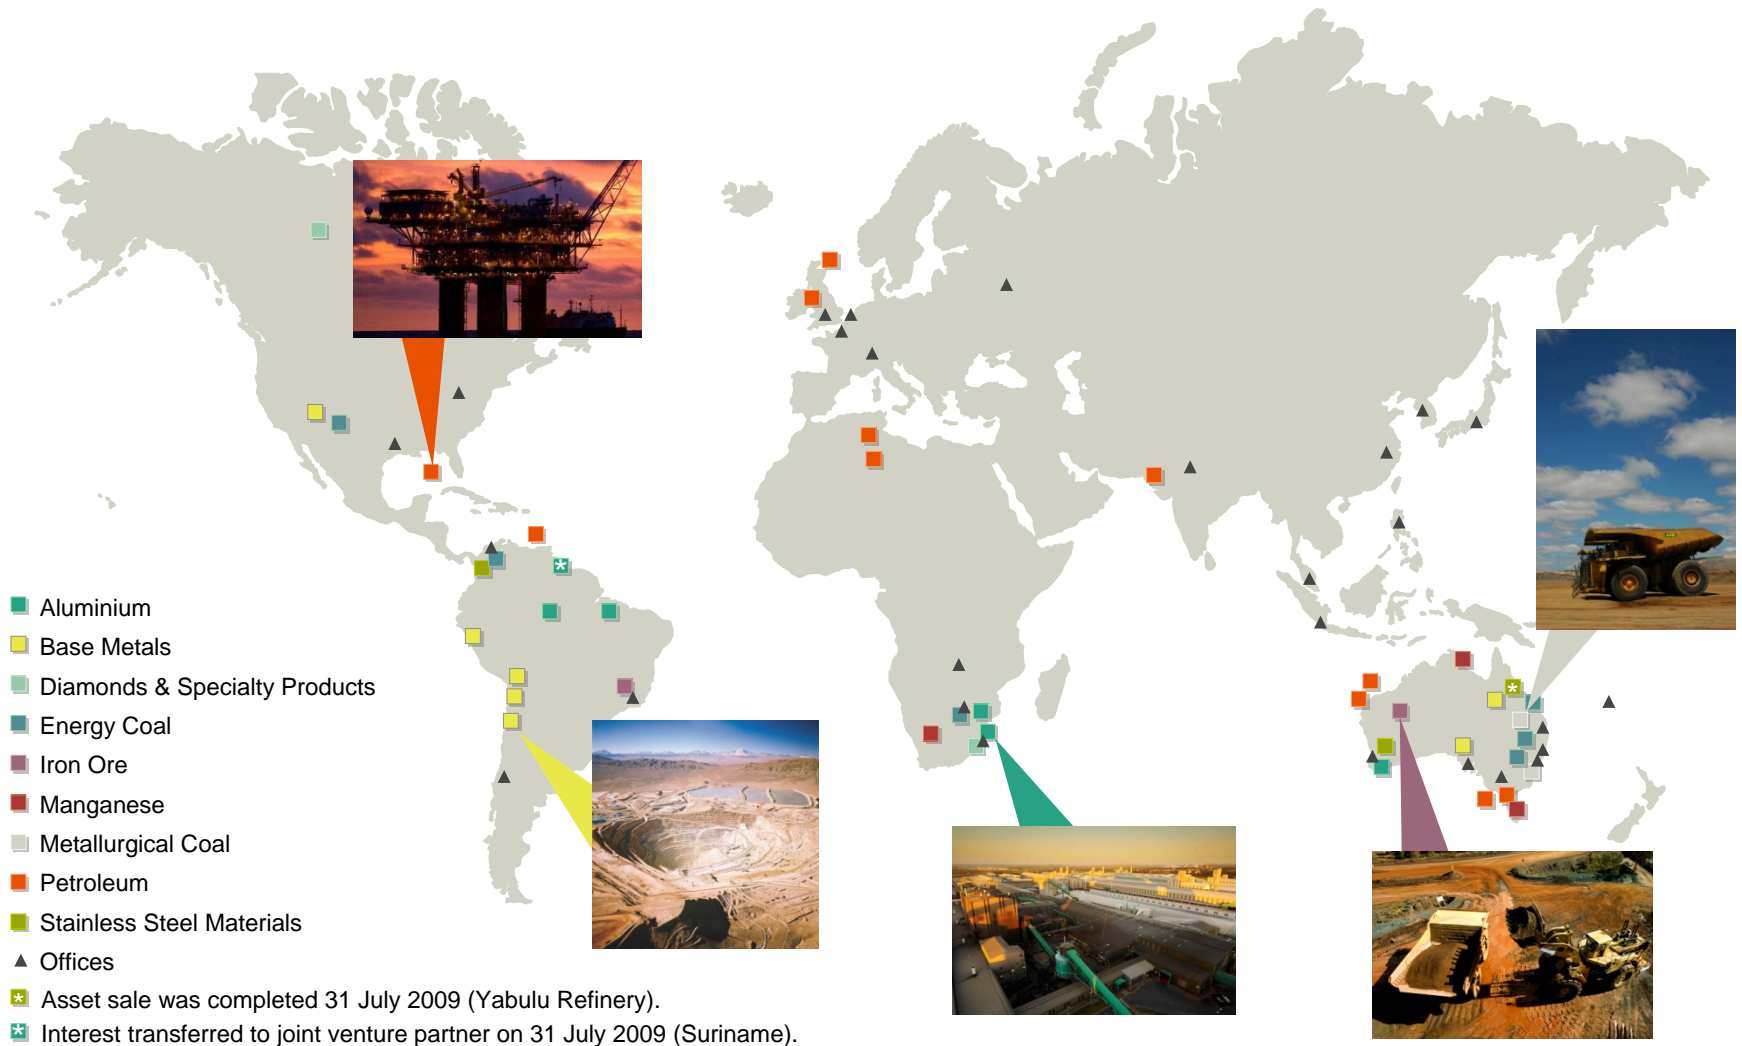 Aluminium
Base Metals
Diamonds & Specialty Products
Energy Coal
Iron Ore
Manganese
Metallurgical Coal
Petroleum
Stainless Steel Materials
Offices
Asset sale was completed 31 July 2009 (Yabulu Refinery).
Interest transferred to joint venture partner on 31 July 2009 (Suriname).